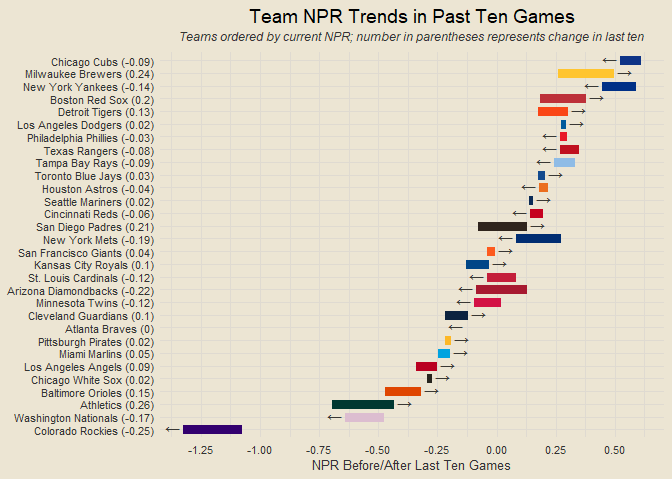 Team NPR Trends in Past Ten Games
Teams ordered by current NPR; number in parentheses represents change in last ten
Chicago Cubs (-0.09)
Milwaukee Brewers (0.24)
New York Yankees (-0.14)
Boston Red Sox (0.2)
Detroit Tigers (0.13)
Los Angeles Dodgers (0.02)
Philadelphia Phillies (-0.03)
Texas Rangers (-0.08)
Tampa Bay Rays (-0.09)
Toronto Blue Jays (0.03)
Houston Astros (-0.04)
Seattle Mariners (0.02)
Cincinnati Reds (-0.06)
San Diego Padres (0.21)
New York Mets (-0.19)
San Francisco Giants (0.04)
Kansas City Royals (0.1)
St. Louis Cardinals (-0.12)
Arizona Diamondbacks (-0.22)
Minnesota Twins (-0.12)
Cleveland Guardians (0.1)
Atlanta Braves (0)
Pittsburgh Pirates (0.02)
Miami Marlins (0.05)
Los Angeles Angels (0.09)
Chicago White Sox (0.02)
Baltimore Orioles (0.15)
Athletics (0.26)
Washington Nationals (-0.17)
Colorado Rockies (-0.25)
-1.25 -1.00 -0.75 -0.50 -0.25 0.00 0.25 0.50
NPR Before/After Last Ten Games